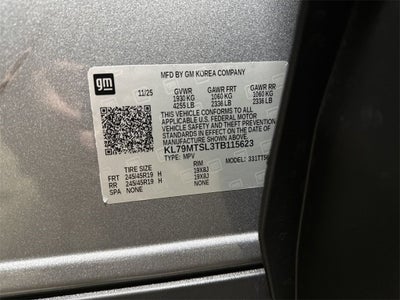 gm
MFD BY GM KOREA COMPANY
11/25 GVWR GAWR FRT GAWR RR
1930 KG 1060 KG 1060 KG
4255 LB 2336 LB 2336 LB
THIS VEHICLE CONFORMS TO ALL
APPLICABLE U.S. FEDERAL MOTOR
VEHICLE SAFETY, BUMPER, AND THEFT
PREVENTION STANDARDS IN EFFECT
ON THE DATE OF MANUFACTURE
SHOWN ABOVE.
KL79MTSL3TB115623
TYPE: MPV MODEL:
TIRE SIZE RIM
FRT 245/45R19 H 19X8J
RR 245/45R19 H 19X8J
SPA NONE NONE